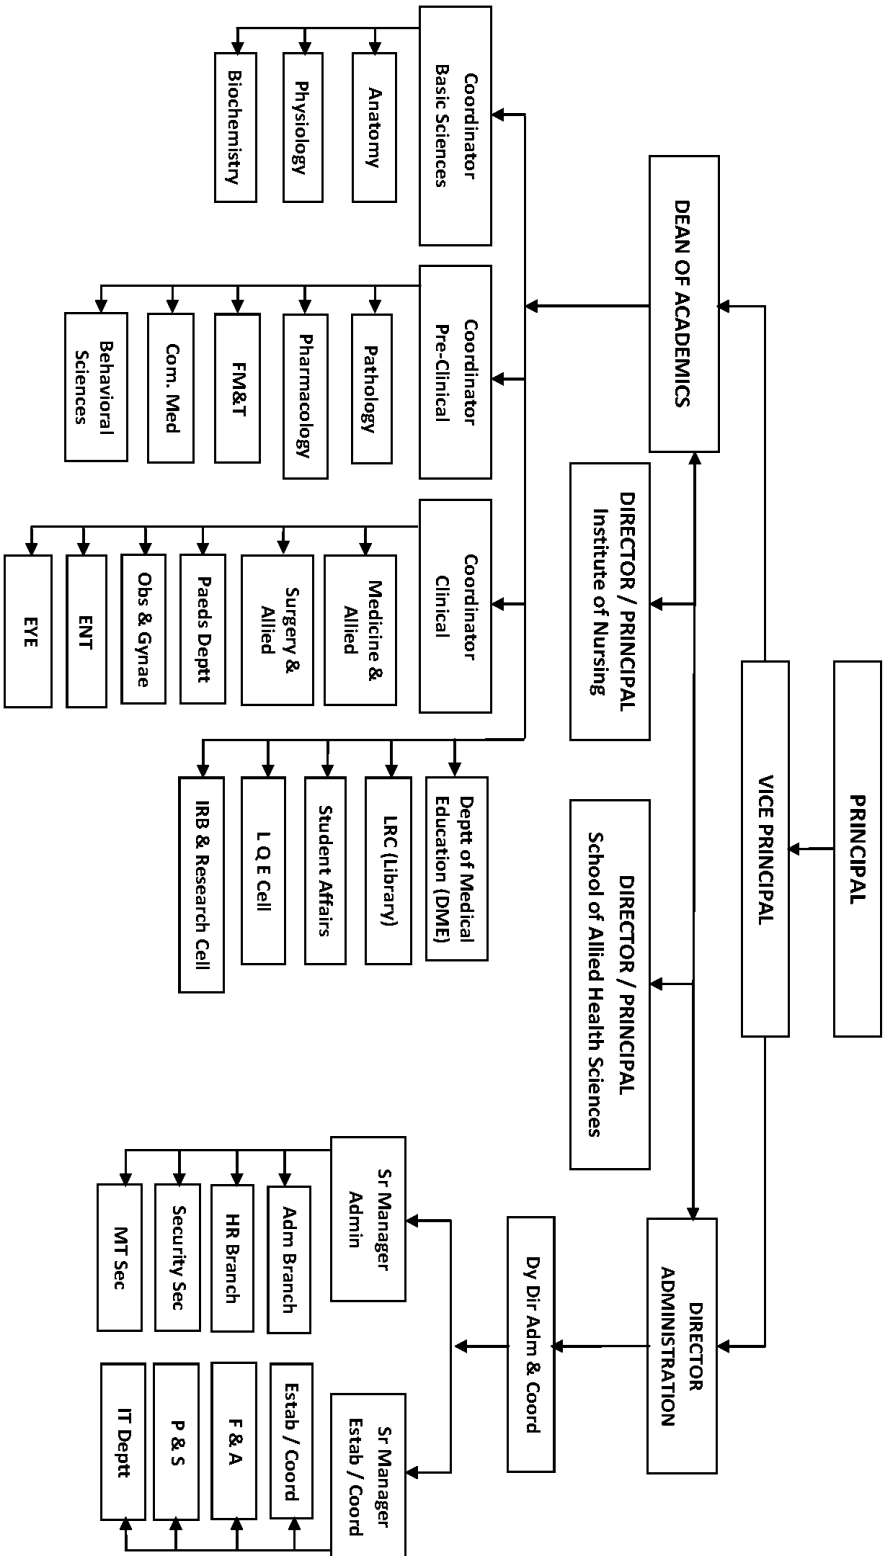 PRINCIPAL
VICE PRINCIPAL
DEAN OF ACADEMICS
DIRECTOR
ADMINISTRATION
DIRECTOR / PRINCIPAL
Institute of Nursing
DIRECTOR / PRINCIPAL
School of Allied Health Sciences
Dy Dir Adm & Coord
Coordinator
Basic Sciences
Anatomy
Physiology
Biochemistry
Coordinator
Pre-Clinical
Pathology
Pharmacology
FM&T
Com. Med
Behavioral
Sciences
Coordinator
Clinical
Medicine &
Allied
Surgery &
Allied
Paeds Deptt
Obs & Gynae
ENT
EYE
Deptt of Medical
Education (DME)
LRC (Library)
Student Affairs
L Q E Cell
IRB & Research Cell
Sr Manager
Admin
Adm Branch
HR Branch
Security Sec
MT Sec
Sr Manager
Estab / Coord
Estab / Coord
F & A
P & S
IT Deptt